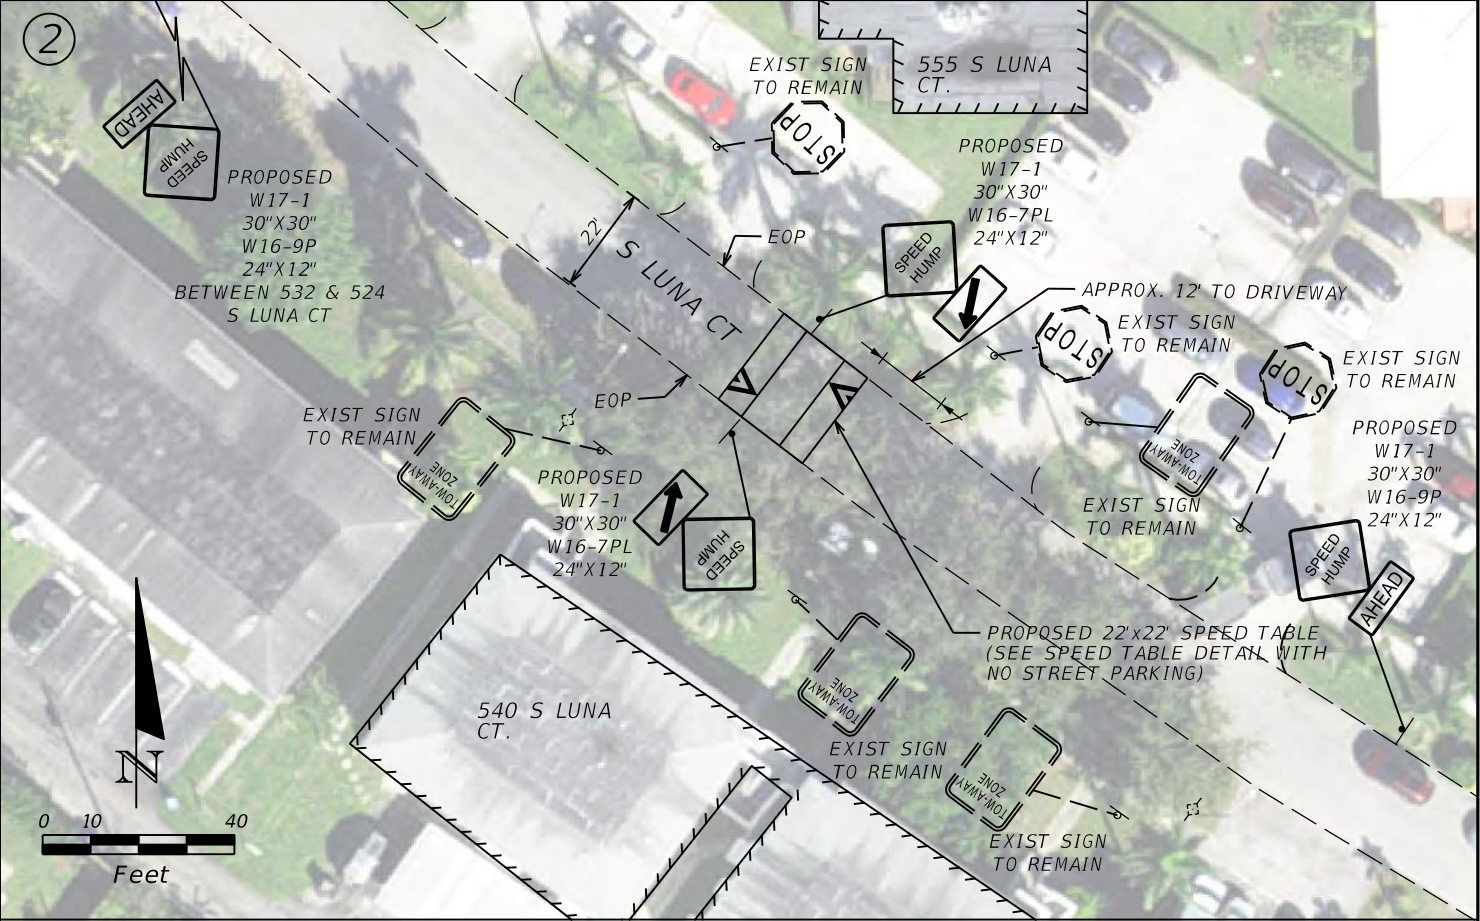 2
AHEAD
SPEED
HUMP
PROPOSED
W17-1
30"X30"
W16-9P
24"X12"
BETWEEN 532 & 524
S LUNA CT
EXIST SIGN
TO REMAIN
STOP
555 S LUNA
CT.
PROPOSED
W17-1
30"X30"
W16-7PL
24"X12"
SPEED
HUMP
22'
S LUNA CT
EOP
APPROX. 12' TO DRIVEWAY
STOP
EXIST SIGN
TO REMAIN
STOP
EXIST SIGN
TO REMAIN
EOP
EXIST SIGN
TO REMAIN
TOW-AWAY
ZONE
TOW-AWAY
ZONE
EXIST SIGN
TO REMAIN
PROPOSED
W17-1
30"X30"
W16-9P
24"X12"
SPEED
HUMP
AHEAD
PROPOSED
W17-1
30"X30"
W16-7PL
24"X12"
SPEED
HUMP
PROPOSED 22'x22' SPEED TABLE
(SEE SPEED TABLE DETAIL WITH
NO STREET PARKING)
TOW-AWAY
ZONE
EXIST SIGN
TO REMAIN
TOW-AWAY
ZONE
EXIST SIGN
TO REMAIN
540 S LUNA
CT.
N
0 10 40
Feet